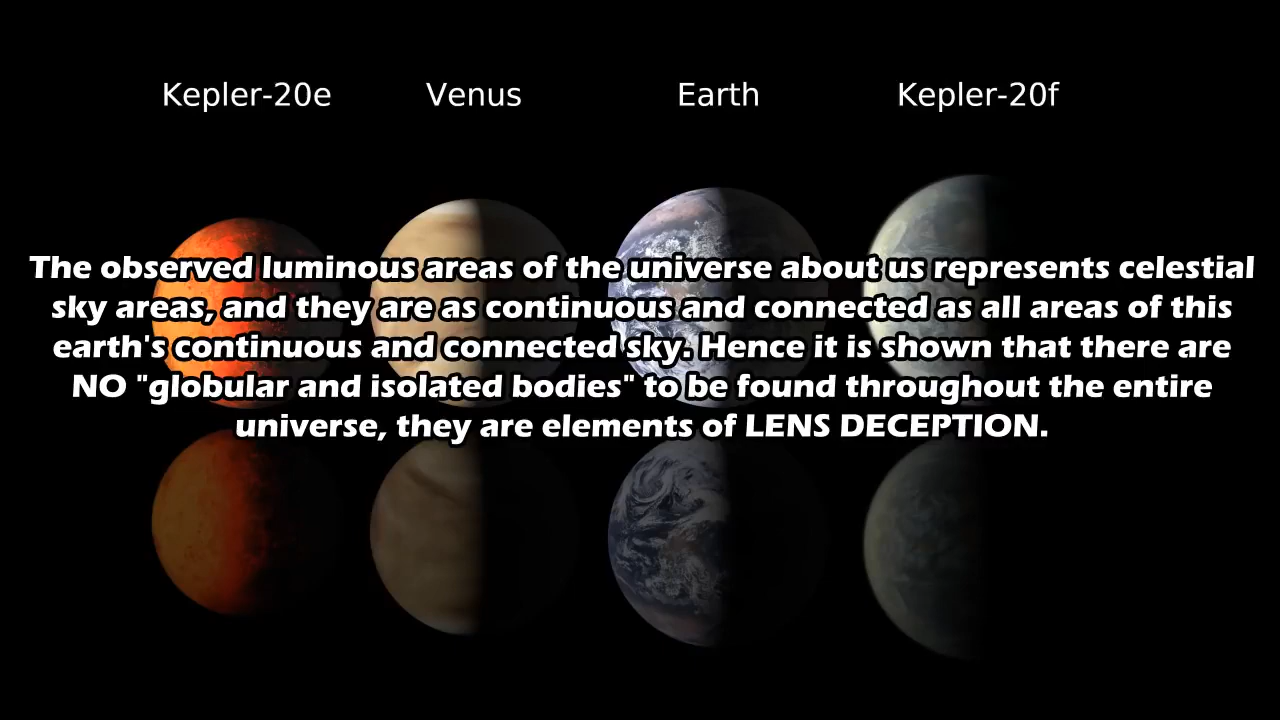 Kepler-20e Venus Earth Kepler-20f
The observed luminous areas of the universe about us represents celestial
sky areas, and they are as continuous and connected as all areas of this
earth's continuous and connected sky. Hence it is shown that there are
NO "globular and isolated bodies" to be found throughout the entire
universe, they are elements of LENS DECEPTION.